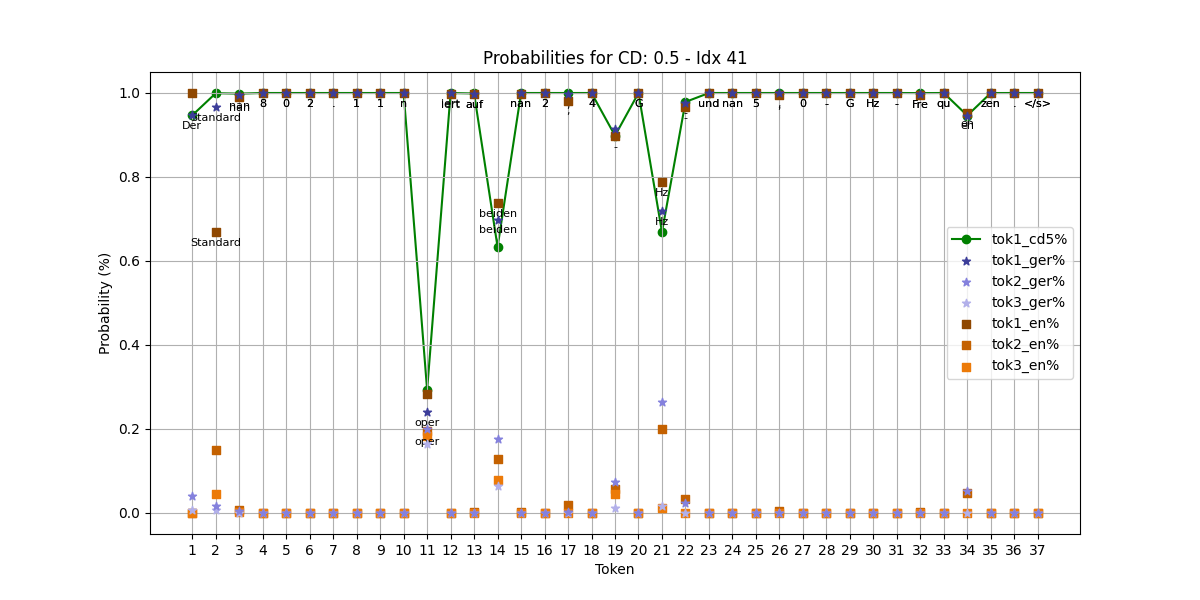 Probabilities for CD: 0.5 - Idx 41
Probability (%)
1.0
0.8
0.6
0.4
0.2
0.0
Der
Standard
Standard
nan
8
0
2
.
1
1
n
oper
oper
iert
auf
beiden
beiden
nan
2
,
4
-
G
Hz
Hz
-
und
nan
5
,
0
-
G
Hz
-
Fre
qu
en
zen
.
</s>
tok1_cd5%
tok1_ger%
tok2_ger%
tok3_ger%
tok1_en%
tok2_en%
tok3_en%
1 2 3 4 5 6 7 8 9 10 11 12 13 14 15 16 17 18 19 20 21 22 23 24 25 26 27 28 29 30 31 32 33 34 35 36 37
Token